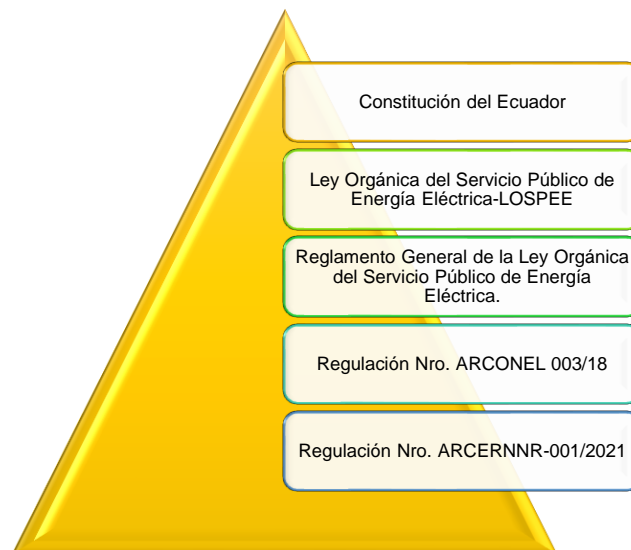 Constitución del Ecuador
Ley Orgánica del Servicio Público de
Energía Eléctrica-LOSPEE
Reglamento General de la Ley Orgánica
del Servicio Público de Energía
Eléctrica.
Regulación Nro. ARCONEL 003/18
Regulación Nro. ARCERNNR-001/2021